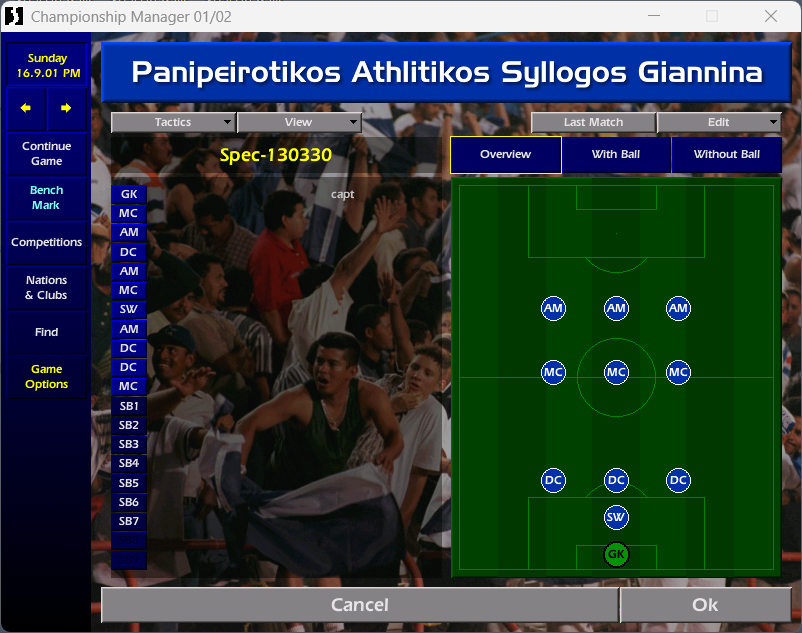 Championship Manager 01/02
Sunday
16.9.01 PM
Panipeirotikos Athlitikos Syllogos Giannina
Tactics
View
Last Match
Edit
Continue
Game
Bench
Mark
Competitions
Nations
& Clubs
Find
Game
Options
Spec-130330
Overview
With Ball
Without Ball
GK
capt
MC
AM
DC
AM
MC
SW
AM
DC
DC
MC
SB1
SB2
SB3
SB4
SB5
SB6
SB7
AM AM AM
MC MC MC
DC DC DC
SW
GK
Cancel
Ok